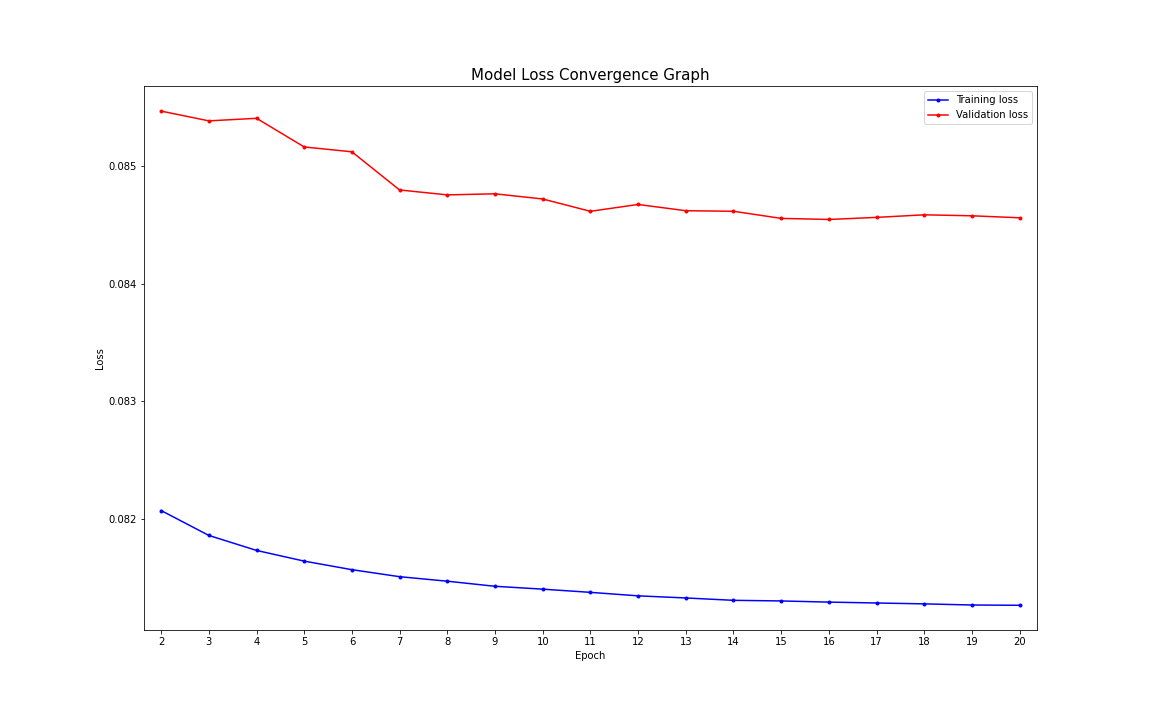 Model Loss Convergence Graph
Training loss
Validation loss
0.085
0.084
0.083
0.082
Loss
2 3 4 5 6 7 8 9 10 11 12 13 14 15 16 17 18 19 20
Epoch